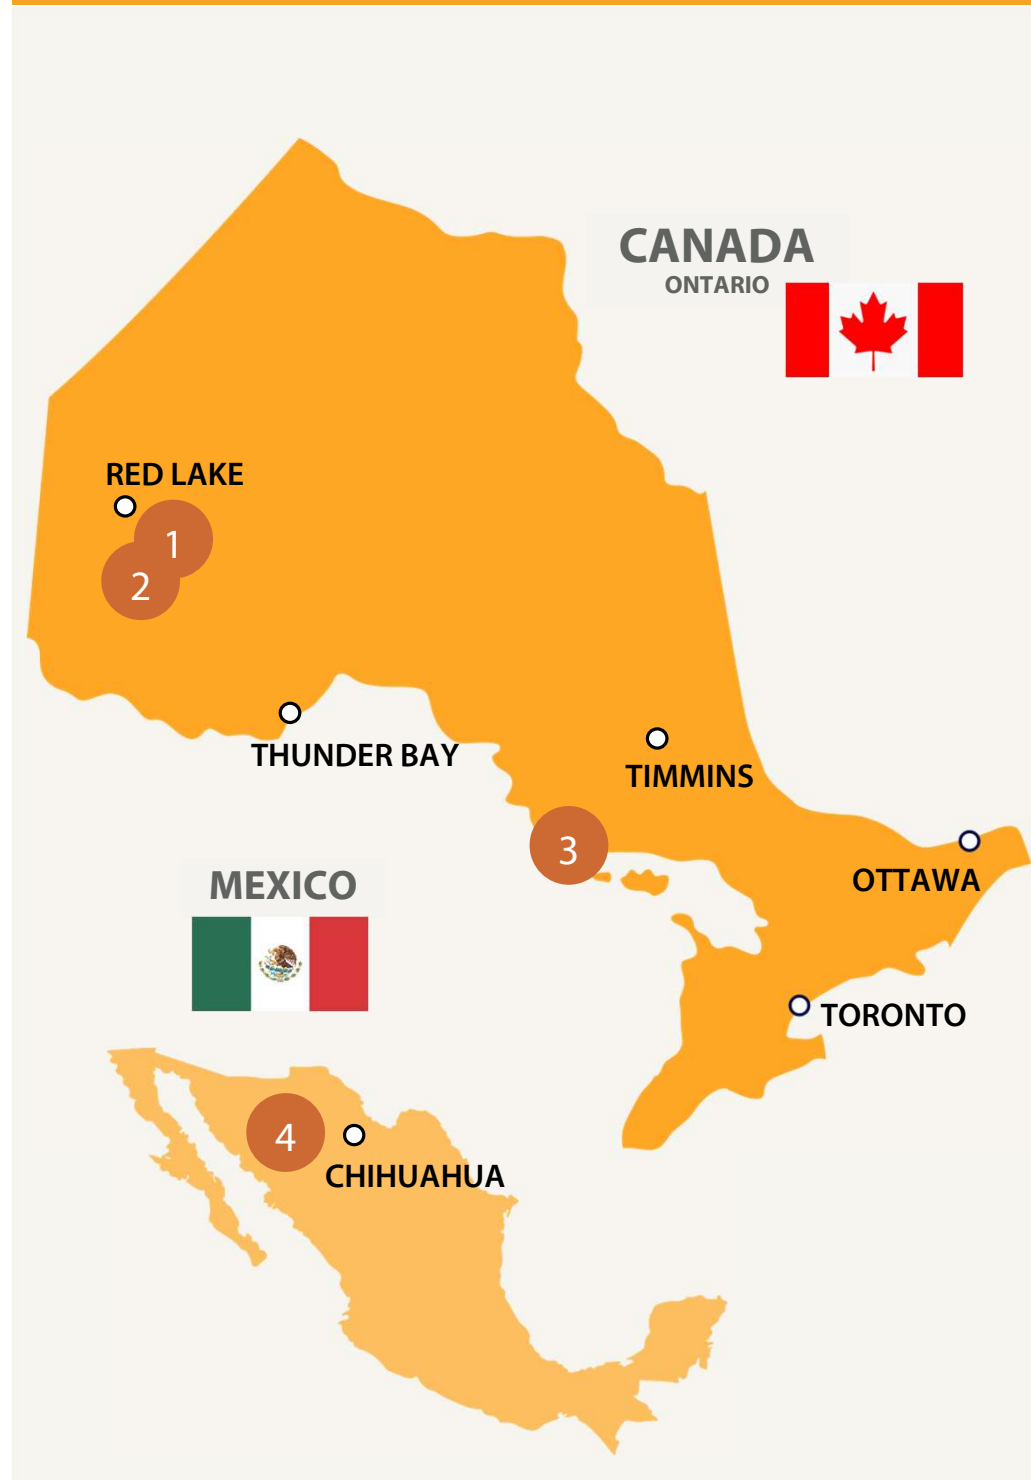 CANADA
ONTARIO
RED LAKE
1
2
THUNDER BAY
TIMMINS
3
OTTAWA
MEXICO
TORONTO
4
CHIHUAHUA